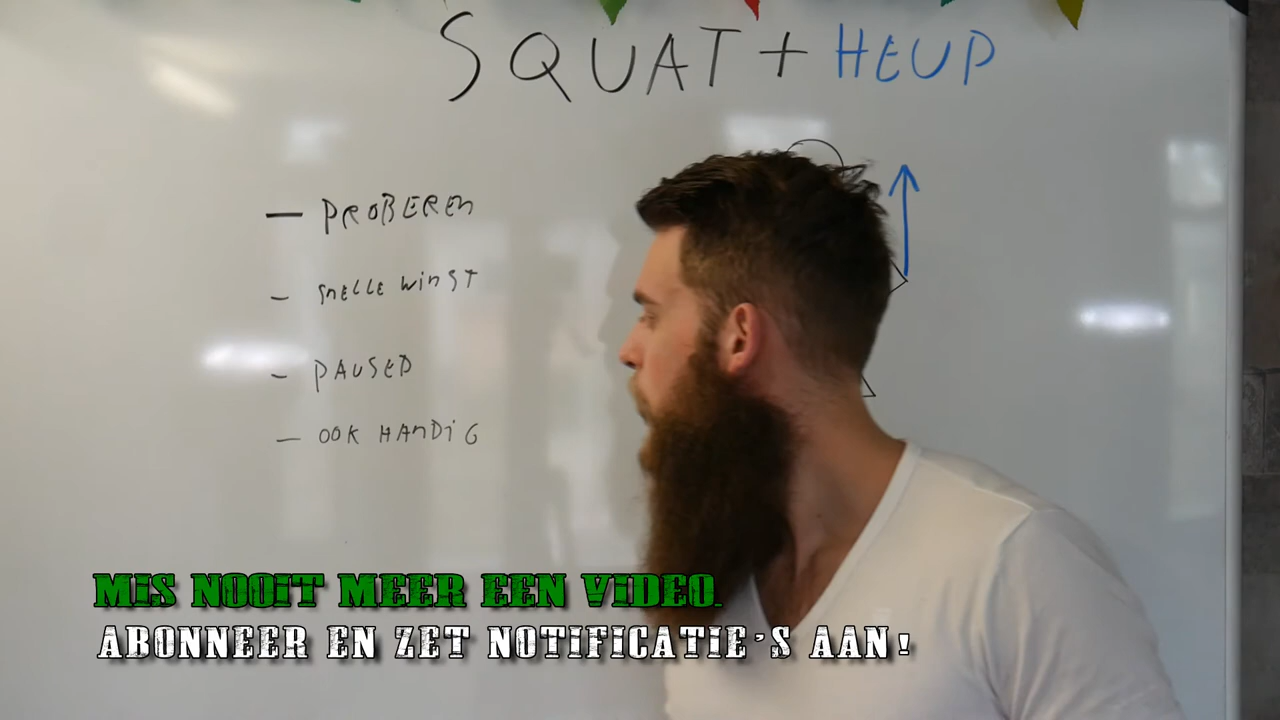 SQUAT + HEUP
— PROBEREN
— SNELLE WINST
— PAUSED
— OOK HANDIG
MIS NOOIT MEER EEN VIDEO.
ABONNEER EN ZET NOTIFICATIE'S AAN!